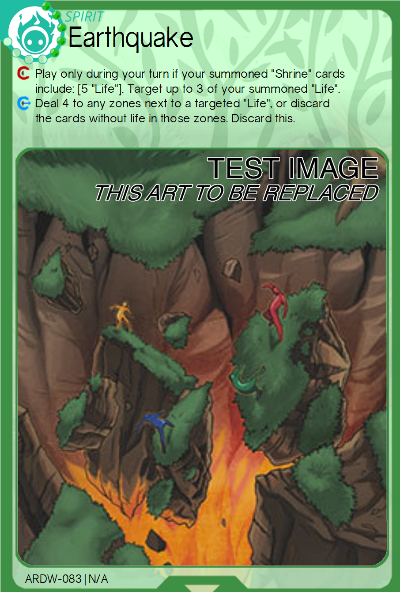 SPIRIT
Earthquake
C Play only during your turn if your summoned "Shrine" cards
include: [5 "Life"]. Target up to 3 of your summoned "Life".
Deal 4 to any zones next to a targeted "Life", or discard
the cards without life in those zones. Discard this.
TEST IMAGE
THIS ART TO BE REPLACED
ARDW-083|N/A